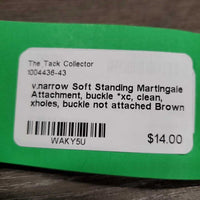 The Tack Collector
1004436-43
v.narrow Soft Standing Martingale
Attachment, buckle *xc, clean,
xholes, buckle not attached Brown
WAKY5U
$14.00